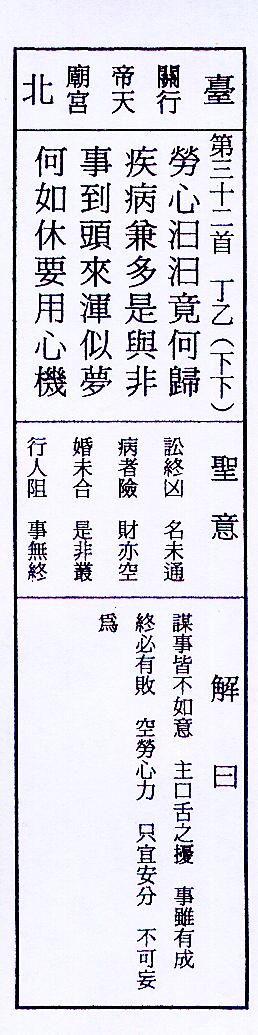 臺
關行
帝天
廟宮
北
第三十二首　丁乙（下下）
勞心汩汩竟何歸
疾病兼多是與非
事到頭來渾似夢
何如休要用心機
聖意
訟終凶　名未通
病者險　財亦空
婚未合　是非叢
行人阻　事無終
解曰
謀事皆不如意　主口舌之擾　事雖有成
終必有敗　空勞心力　只宜安分　不可妄
為